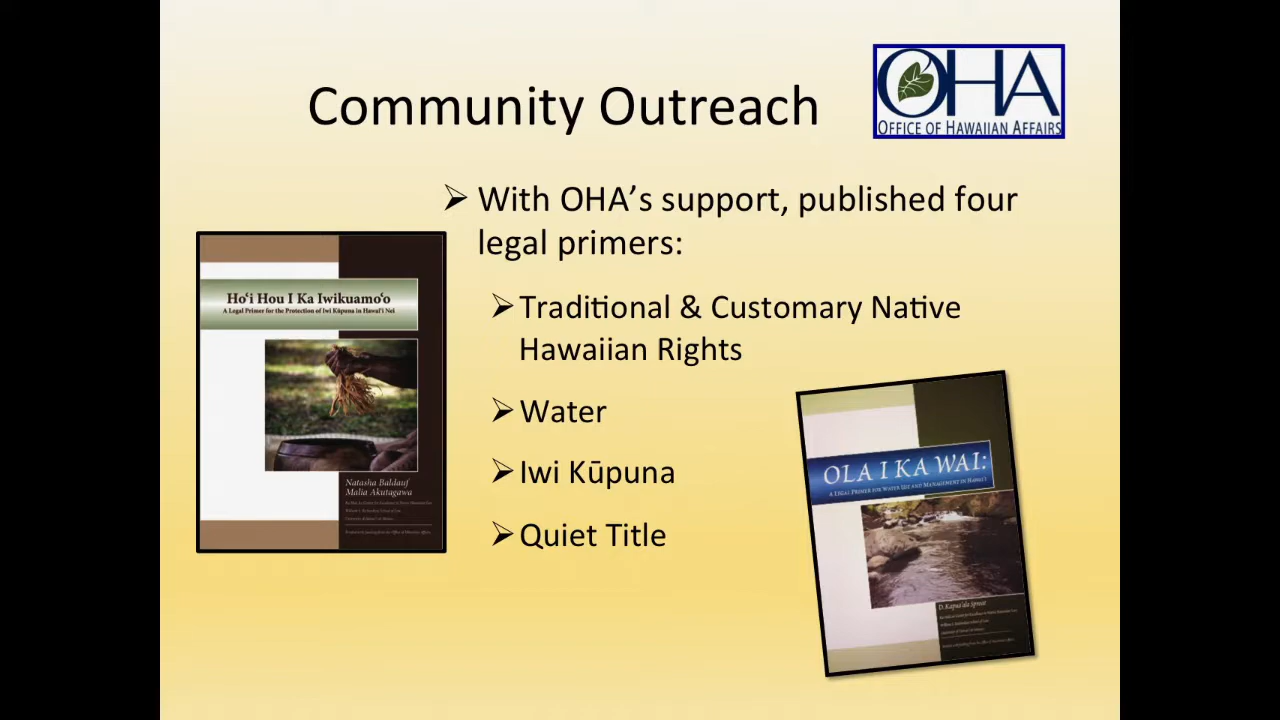 Community Outreach
OHA
OFFICE OF HAWAIIAN AFFAIRS
➢ With OHA’s support, published four
legal primers:
➢ Traditional & Customary Native
Hawaiian Rights
➢ Water
➢ Iwi Kūpuna
➢ Quiet Title
Hoʻi Hou I Ka Iwikuamoʻo
A Legal Primer for the Protection of Iwi Kūpuna in Hawaiʻi Nei
Natasha Baldauf
Malia Akutagawa
OLA I KA WAI:
A LEGAL PRIMER FOR WATER USE AND MANAGEMENT IN HAWAIʻI
D. Kapuaʻala Sproat